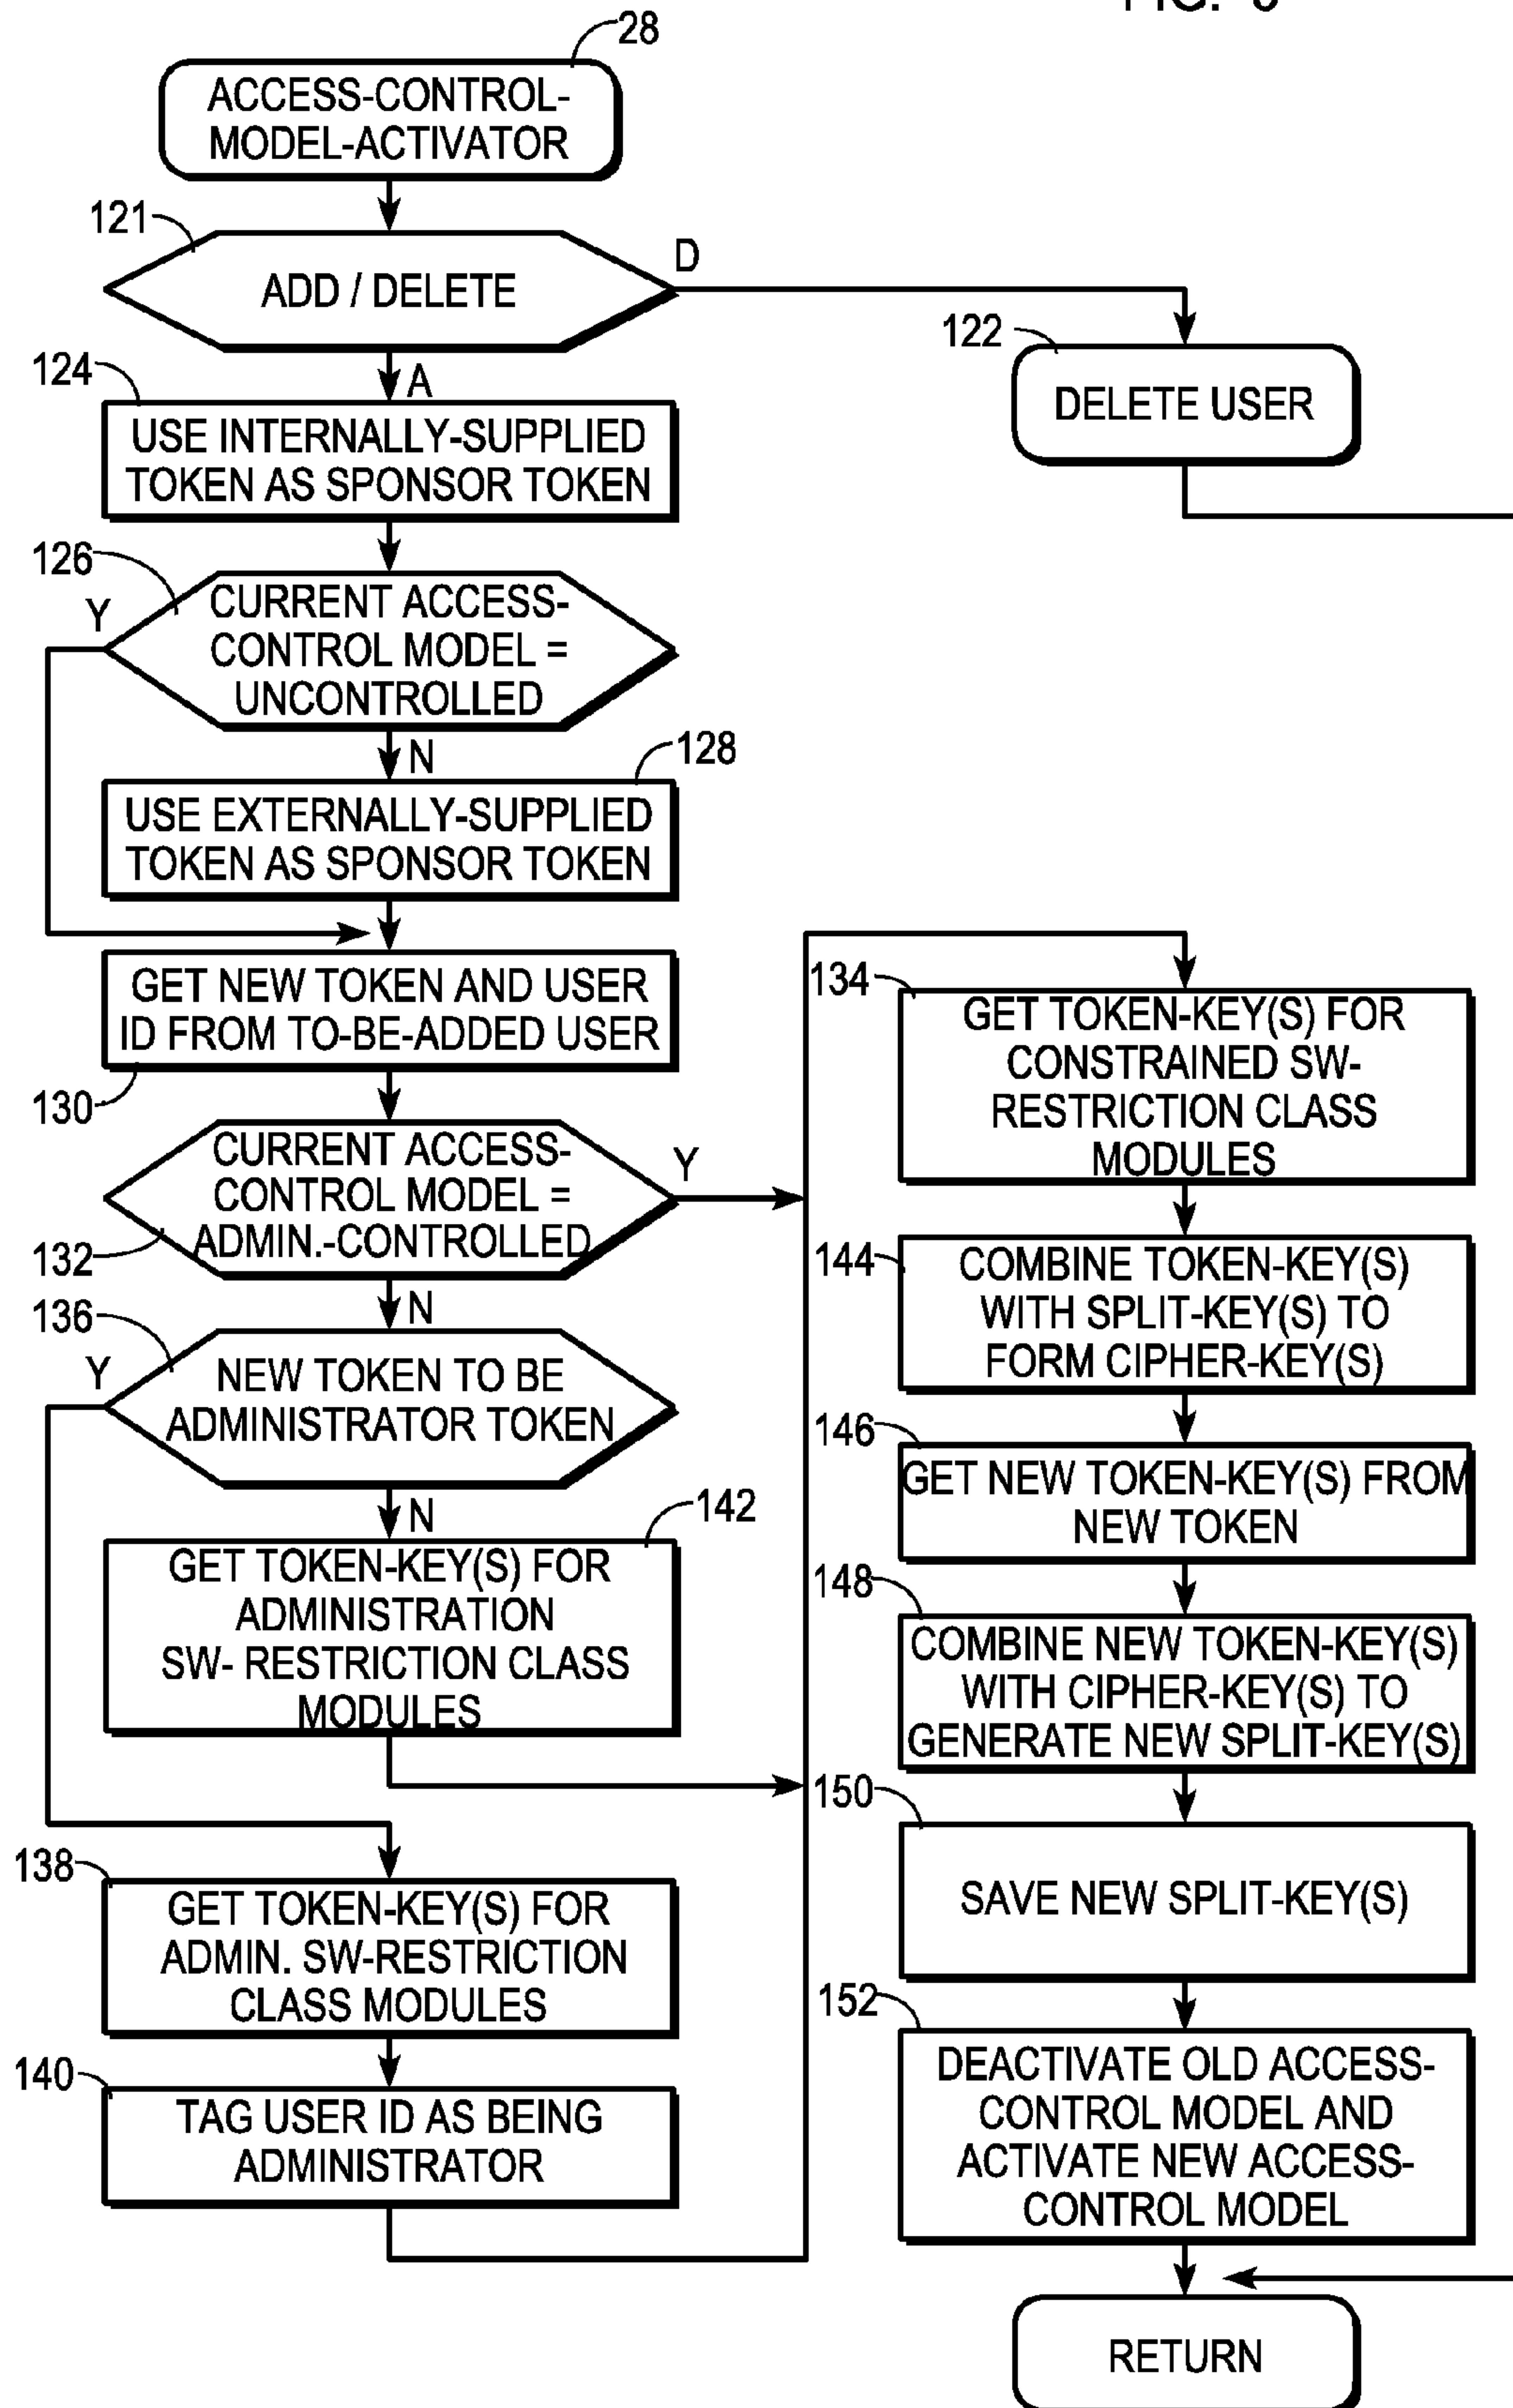 28
ACCESS-CONTROL-
MODEL-ACTIVATOR
121
ADD / DELETE
D
A
122
DELETE USER
124
USE INTERNALLY-SUPPLIED
TOKEN AS SPONSOR TOKEN
126
Y
CURRENT ACCESS-
CONTROL MODEL =
UNCONTROLLED
N
128
USE EXTERNALLY-SUPPLIED
TOKEN AS SPONSOR TOKEN
GET NEW TOKEN AND USER
ID FROM TO-BE-ADDED USER
130
CURRENT ACCESS-
CONTROL MODEL =
ADMIN.-CONTROLLED
Y
132
N
136
Y
NEW TOKEN TO BE
ADMINISTRATOR TOKEN
N
142
GET TOKEN-KEY(S) FOR
ADMINISTRATION
SW- RESTRICTION CLASS
MODULES
138
GET TOKEN-KEY(S) FOR
ADMIN. SW-RESTRICTION
CLASS MODULES
140
TAG USER ID AS BEING
ADMINISTRATOR
134
GET TOKEN-KEY(S) FOR
CONSTRAINED SW-
RESTRICTION CLASS
MODULES
144
COMBINE TOKEN-KEY(S)
WITH SPLIT-KEY(S) TO
FORM CIPHER-KEY(S)
146
GET NEW TOKEN-KEY(S) FROM
NEW TOKEN
148
COMBINE NEW TOKEN-KEY(S)
WITH CIPHER-KEY(S) TO
GENERATE NEW SPLIT-KEY(S)
150
SAVE NEW SPLIT-KEY(S)
152
DEACTIVATE OLD ACCESS-
CONTROL MODEL AND
ACTIVATE NEW ACCESS-
CONTROL MODEL
RETURN